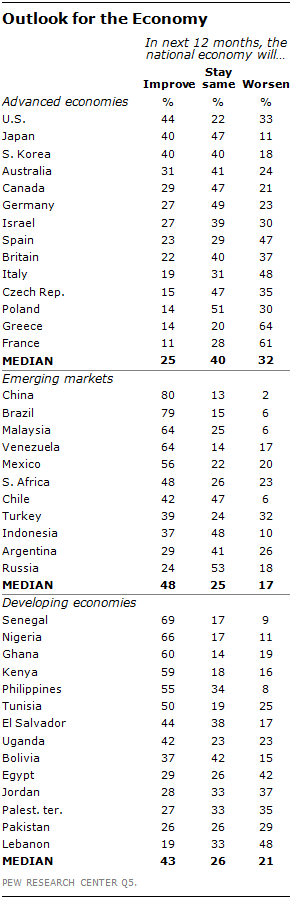 Outlook for the Economy
In next 12 months, the
national economy will...
Improve Stay same Worsen
Advanced economies % % %
U.S. 44 22 33
Japan 40 47 11
S. Korea 40 40 18
Australia 31 41 24
Canada 29 47 21
Germany 27 49 23
Israel 27 39 30
Spain 23 29 47
Britain 22 40 37
Italy 19 31 48
Czech Rep. 15 47 35
Poland 14 51 30
Greece 14 20 64
France 11 28 61
MEDIAN 25 40 32
Emerging markets
China 80 13 2
Brazil 79 15 6
Malaysia 64 25 6
Venezuela 64 14 17
Mexico 56 22 20
S. Africa 48 26 23
Chile 42 47 6
Turkey 39 24 32
Indonesia 37 48 10
Argentina 29 41 26
Russia 24 53 18
MEDIAN 48 25 17
Developing economies
Senegal 69 17 9
Nigeria 66 17 11
Ghana 60 14 19
Kenya 59 18 16
Philippines 55 34 8
Tunisia 50 19 25
El Salvador 44 38 17
Uganda 42 23 23
Bolivia 37 42 15
Egypt 29 26 42
Jordan 28 33 37
Palest. ter. 27 33 35
Pakistan 26 26 29
Lebanon 19 33 48
MEDIAN 43 26 21
PEW RESEARCH CENTER Q5.